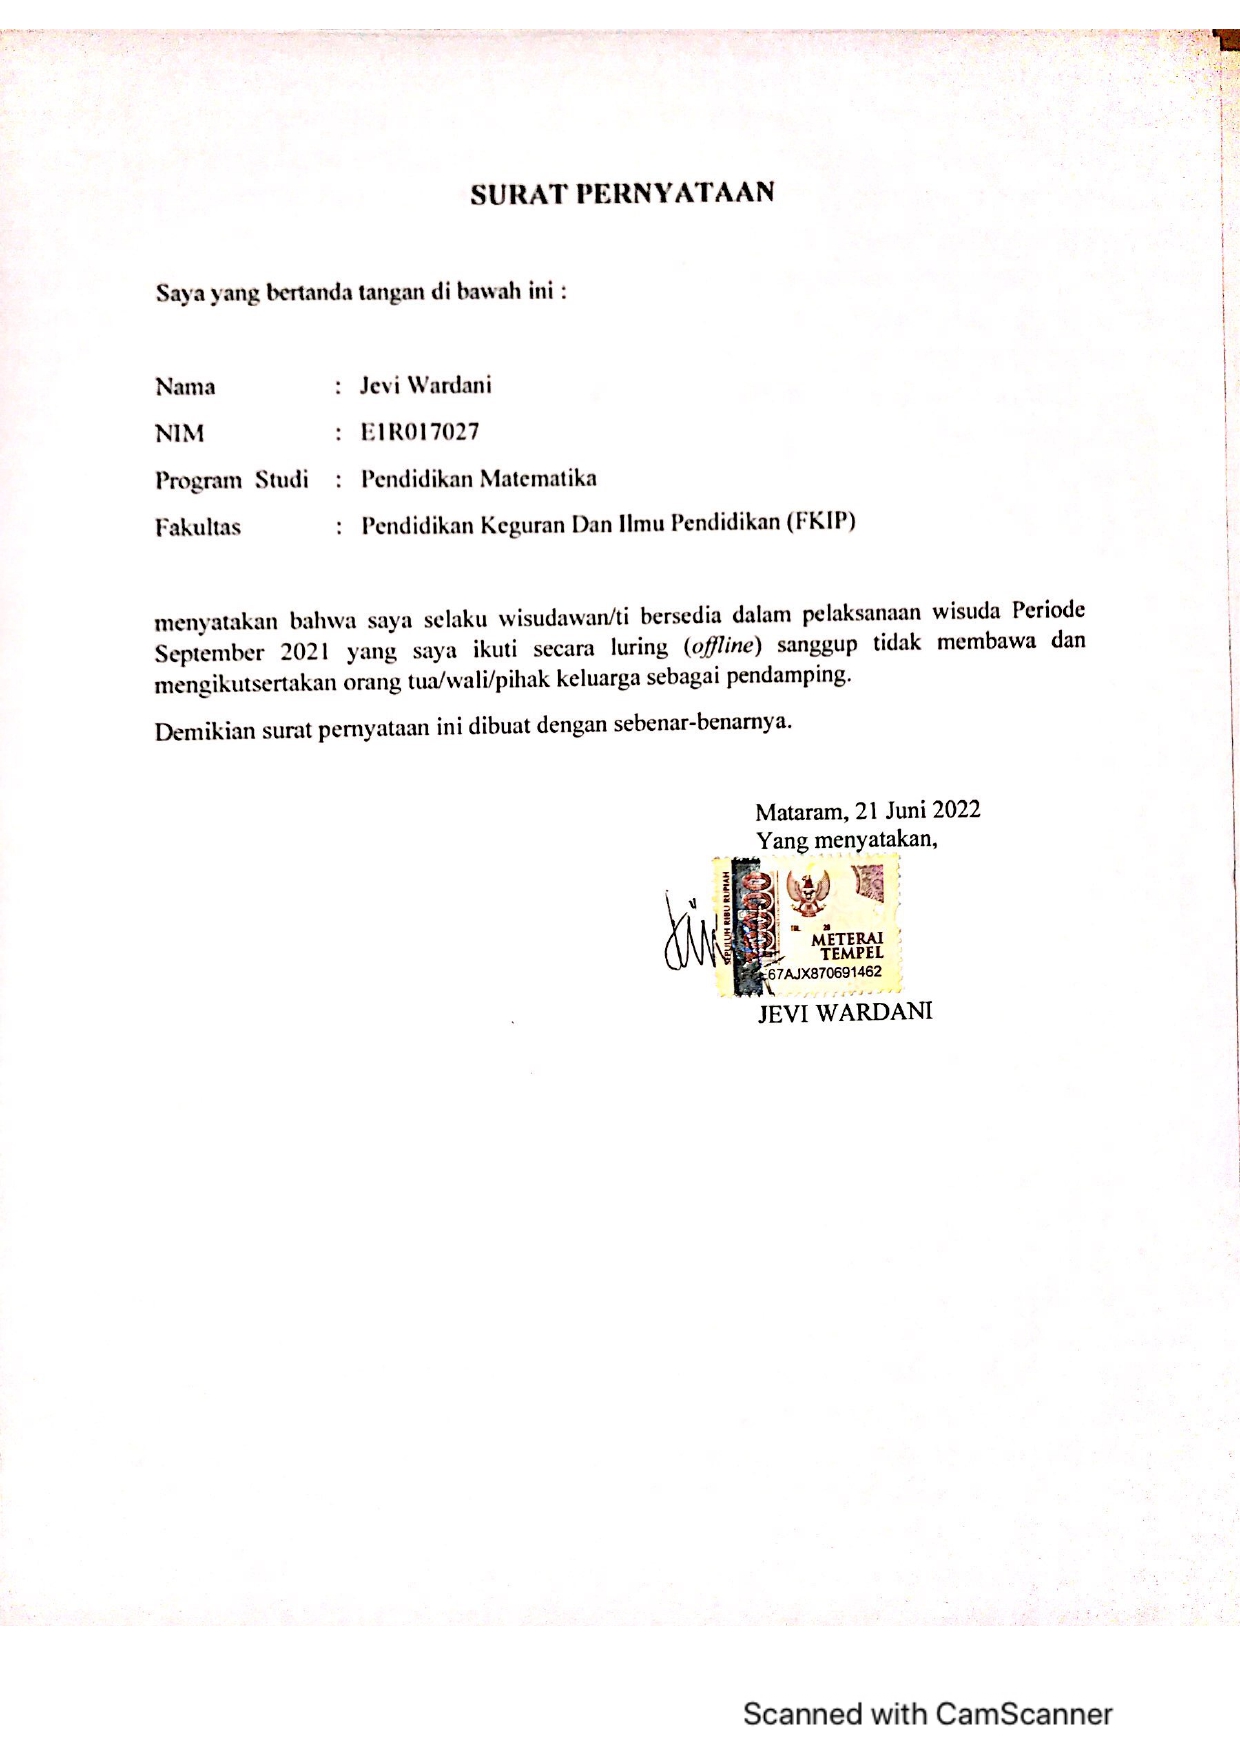 SURAT PERNYATAAN
Saya yang bertanda tangan di bawah ini :
Nama : Jevi Wardani
NIM : E1R017027
Program Studi : Pendidikan Matematika
Fakultas : Pendidikan Keguran Dan Ilmu Pendidikan (FKIP)
menyatakan bahwa saya selaku wisudawan/ti bersedia dalam pelaksanaan wisuda Periode
September 2021 yang saya ikuti secara luring (offline) sanggup tidak membawa dan
mengikutsertakan orang tua/wali/pihak keluarga sebagai pendamping.
Demikian surat pernyataan ini dibuat dengan sebenar-benarnya.
Mataram, 21 Juni 2022
Yang menyatakan,
SEPULUH RIBU RUPIAH
10000
TGL. 20
METERAI
TEMPEL
67AJX870691462
JEVI WARDANI
Scanned with CamScanner